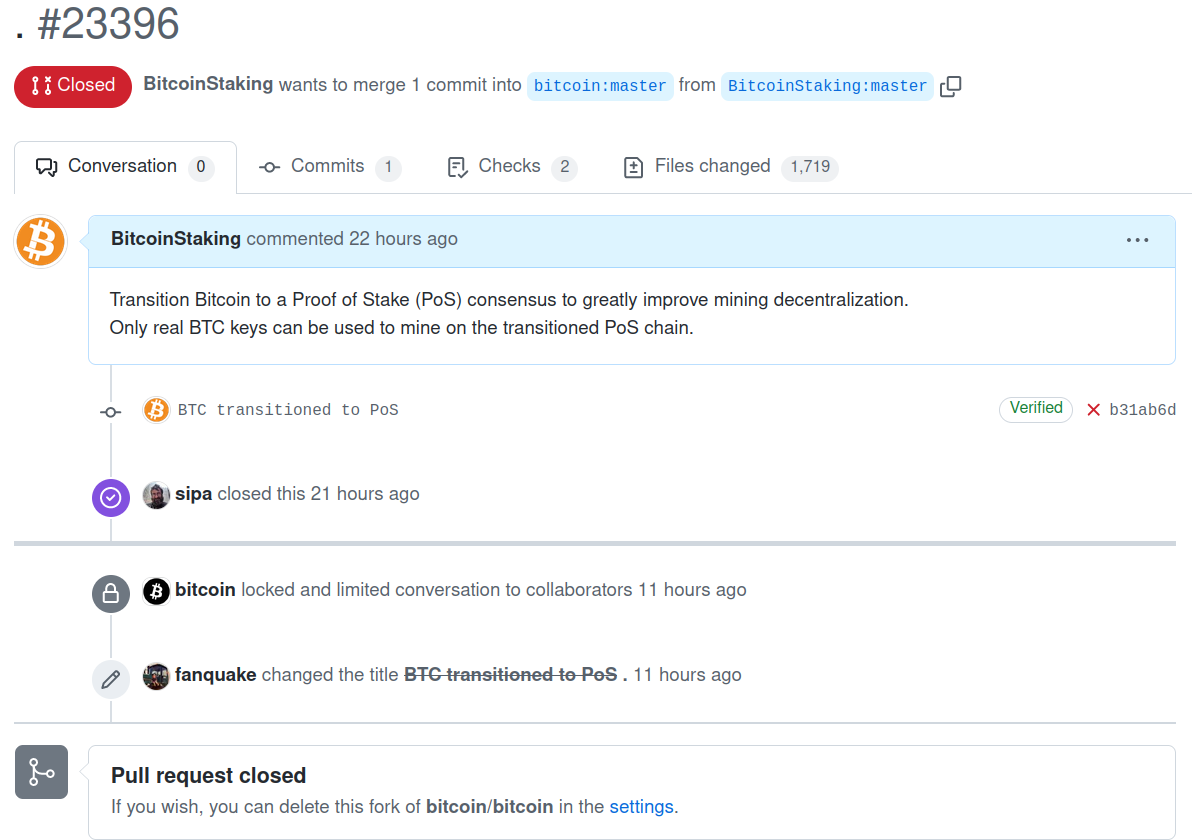 . #23396
Closed BitcoinStaking wants to merge 1 commit into bitcoin:master from BitcoinStaking:master
Conversation 0 Commits 1 Checks 2 Files changed 1,719
BitcoinStaking commented 22 hours ago
Transition Bitcoin to a Proof of Stake (PoS) consensus to greatly improve mining decentralization.
Only real BTC keys can be used to mine on the transitioned PoS chain.
BTC transitioned to PoS Verified b31ab6d
sipa closed this 21 hours ago
bitcoin locked and limited conversation to collaborators 11 hours ago
fanquake changed the title BTC transitioned to PoS . 11 hours ago
Pull request closed
If you wish, you can delete this fork of bitcoin/bitcoin in the settings.